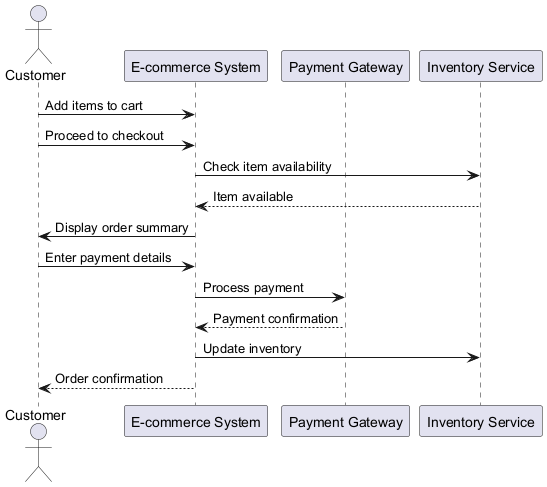 Customer
E-commerce System
Payment Gateway
Inventory Service
Add items to cart
Proceed to checkout
Check item availability
Item available
Display order summary
Enter payment details
Process payment
Payment confirmation
Update inventory
Order confirmation
Customer
E-commerce System
Payment Gateway
Inventory Service